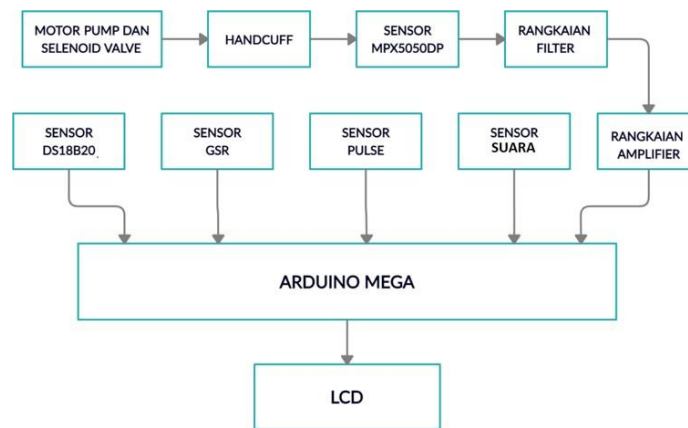 MOTOR PUMP DAN
SELENOID VALVE
HANDCUFF
SENSOR
MPX5050DP
RANGKAIAN
FILTER
SENSOR
DS18B20.
SENSOR
GSR
SENSOR
PULSE
SENSOR
SUARA
RANGKAIAN
AMPLIFIER
ARDUINO MEGA
LCD